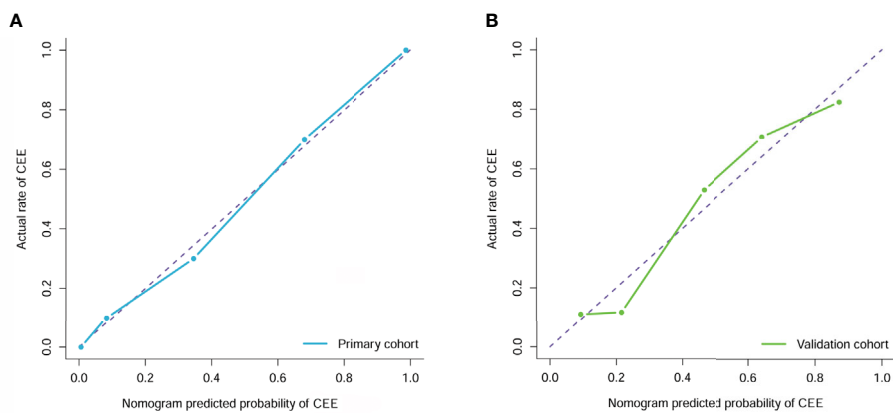 A
Actual rate of CEE
1.0
0.8
0.6
0.4
0.2
0.0
Primary cohort
0.0 0.2 0.4 0.6 0.8 1.0
Nomogram predicted probability of CEE
B
Actual rate of CEE
1.0
0.8
0.6
0.4
0.2
0.0
Validation cohort
0.0 0.2 0.4 0.6 0.8 1.0
Nomogram predicted probability of CEE